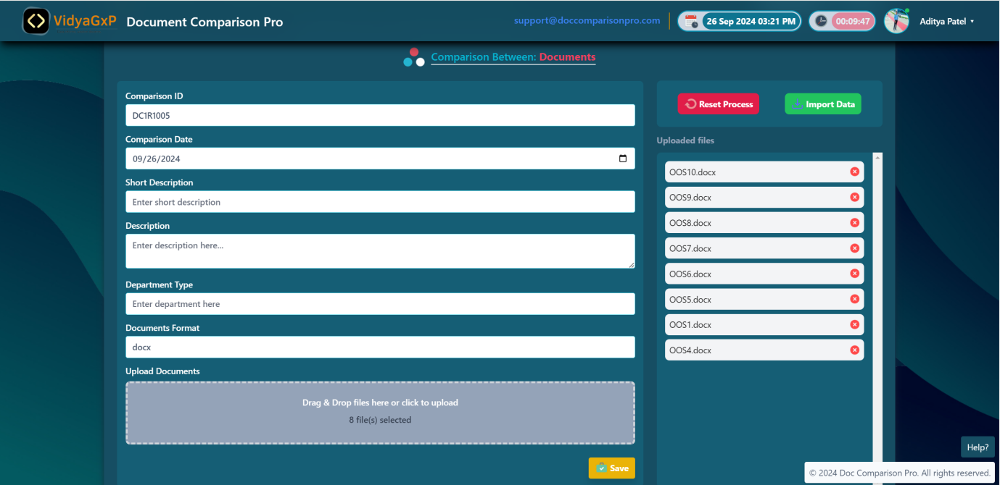 VidyaGxP
Document Comparison Pro
support@doccomparisonpro.com
26 Sep 2024 03:21 PM
00:09:47
Aditya Patel
Comparison Between: Documents
Comparison ID
DC1R1005
Comparison Date
09/26/2024
Short Description
Enter short description
Description
Enter description here...
Department Type
Enter department here
Documents Format
docx
Upload Documents
Drag & Drop files here or click to upload
8 file(s) selected
Save
Reset Process
Import Data
Uploaded files
OOS10.docx
OOS9.docx
OOS8.docx
OOS7.docx
OOS6.docx
OOS5.docx
OOS1.docx
OOS4.docx
Help?
© 2024 Doc Comparison Pro. All rights reserved.